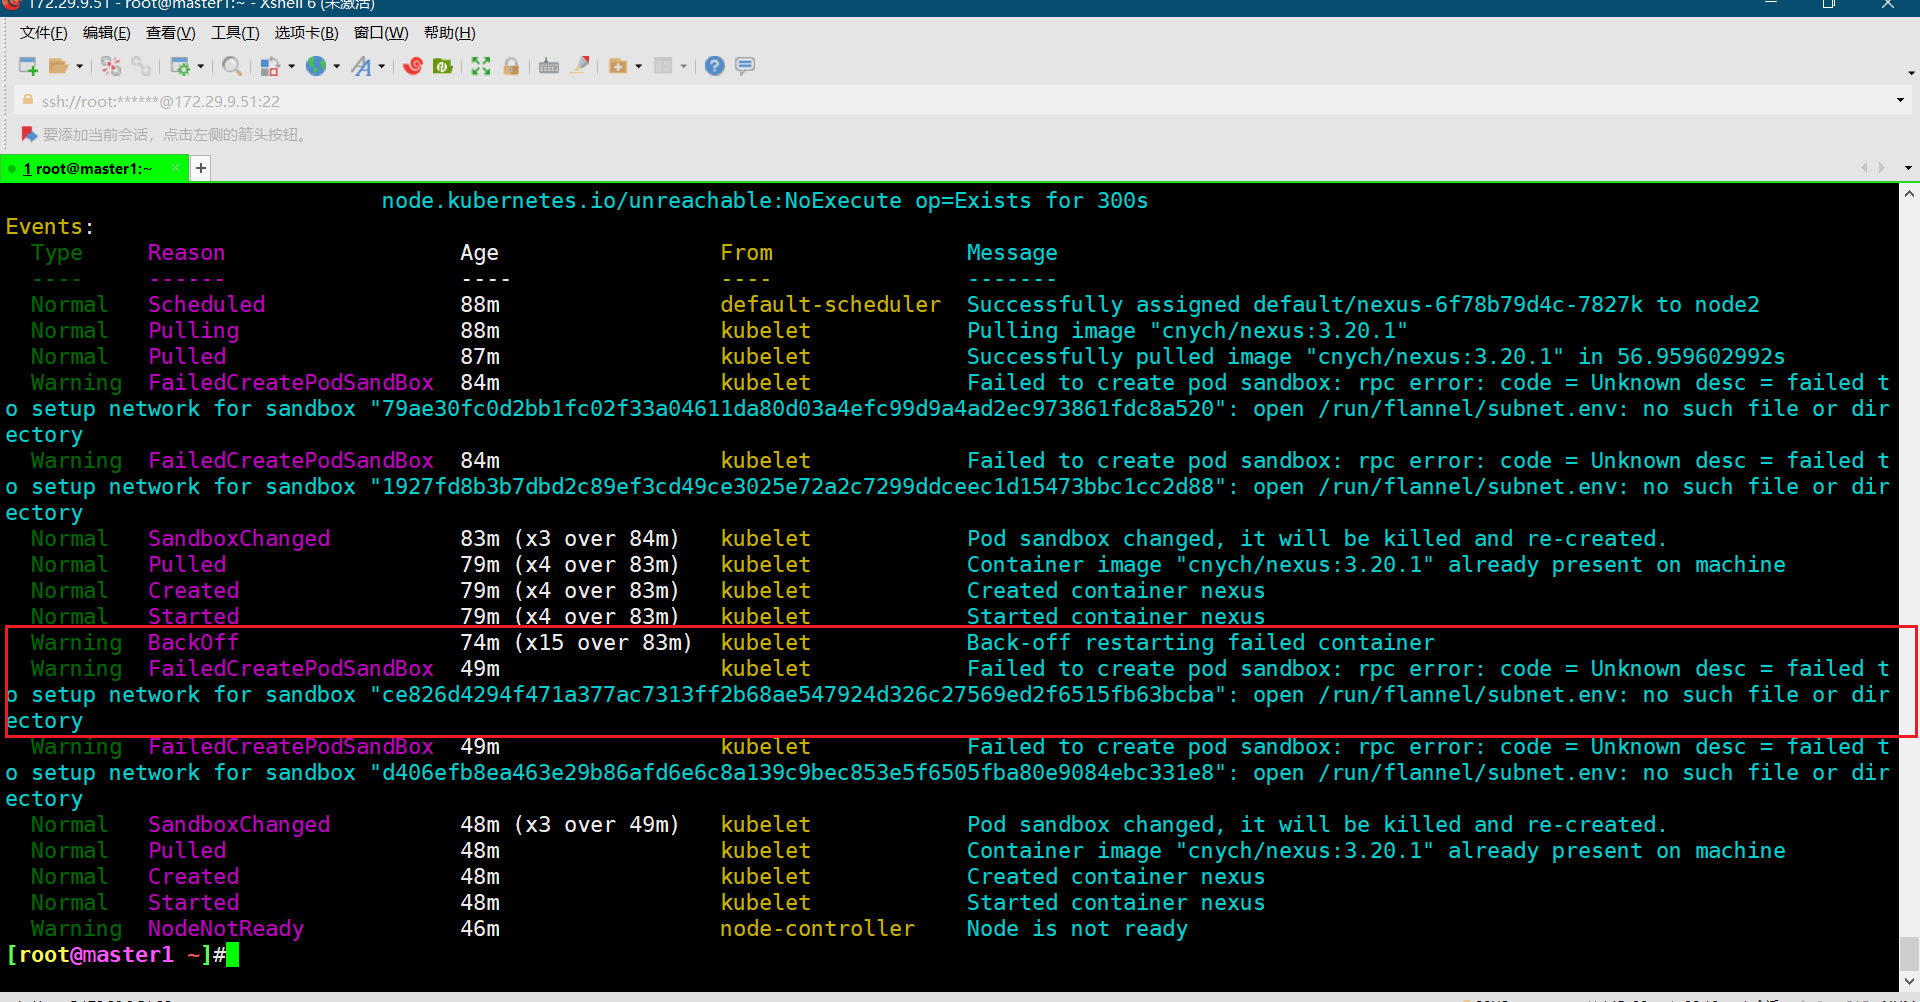 172.29.9.51 - root@master1:~ - Xshell 6 (未激活)
文件(F) 编辑(E) 查看(V) 工具(T) 选项卡(B) 窗口(W) 帮助(H)
ssh://root:******@172.29.9.51:22
要添加当前会话，点击左侧的箭头按钮。
1 root@master1:~ × +
node.kubernetes.io/unreachable:NoExecute op=Exists for 300s
Events:
Type Reason Age From Message
---- ------ ---- ---- -------
Normal Scheduled 88m default-scheduler Successfully assigned default/nexus-6f78b79d4c-7827k to node2
Normal Pulling 88m kubelet Pulling image "cnych/nexus:3.20.1"
Normal Pulled 87m kubelet Successfully pulled image "cnych/nexus:3.20.1" in 56.959602992s
Warning FailedCreatePodSandBox 84m kubelet Failed to create pod sandbox: rpc error: code = Unknown desc = failed t
o setup network for sandbox "79ae30fc0d2bb1fc02f33a04611da80d03a4efc99d9a4ad2ec973861fdc8a520": open /run/flannel/subnet.env: no such file or dir
ectory
Warning FailedCreatePodSandBox 84m kubelet Failed to create pod sandbox: rpc error: code = Unknown desc = failed t
o setup network for sandbox "1927fd8b3b7dbd2c89ef3cd49ce3025e72a2c7299ddceec1d15473bbc1cc2d88": open /run/flannel/subnet.env: no such file or dir
ectory
Normal SandboxChanged 83m (x3 over 84m) kubelet Pod sandbox changed, it will be killed and re-created.
Normal Pulled 79m (x4 over 83m) kubelet Container image "cnych/nexus:3.20.1" already present on machine
Normal Created 79m (x4 over 83m) kubelet Created container nexus
Normal Started 79m (x4 over 83m) kubelet Started container nexus
Warning BackOff 74m (x15 over 83m) kubelet Back-off restarting failed container
Warning FailedCreatePodSandBox 49m kubelet Failed to create pod sandbox: rpc error: code = Unknown desc = failed t
o setup network for sandbox "ce826d4294f471a377ac7313ff2b68ae547924d326c27569ed2f6515fb63bcba": open /run/flannel/subnet.env: no such file or dir
ectory
Warning FailedCreatePodSandBox 49m kubelet Failed to create pod sandbox: rpc error: code = Unknown desc = failed t
o setup network for sandbox "d406efb8ea463e29b86afd6e6c8a139c9bec853e5f6505fba80e9084ebc331e8": open /run/flannel/subnet.env: no such file or dir
ectory
Normal SandboxChanged 48m (x3 over 49m) kubelet Pod sandbox changed, it will be killed and re-created.
Normal Pulled 48m kubelet Container image "cnych/nexus:3.20.1" already present on machine
Normal Created 48m kubelet Created container nexus
Normal Started 48m kubelet Started container nexus
Warning NodeNotReady 46m node-controller Node is not ready
[root@master1 ~]#